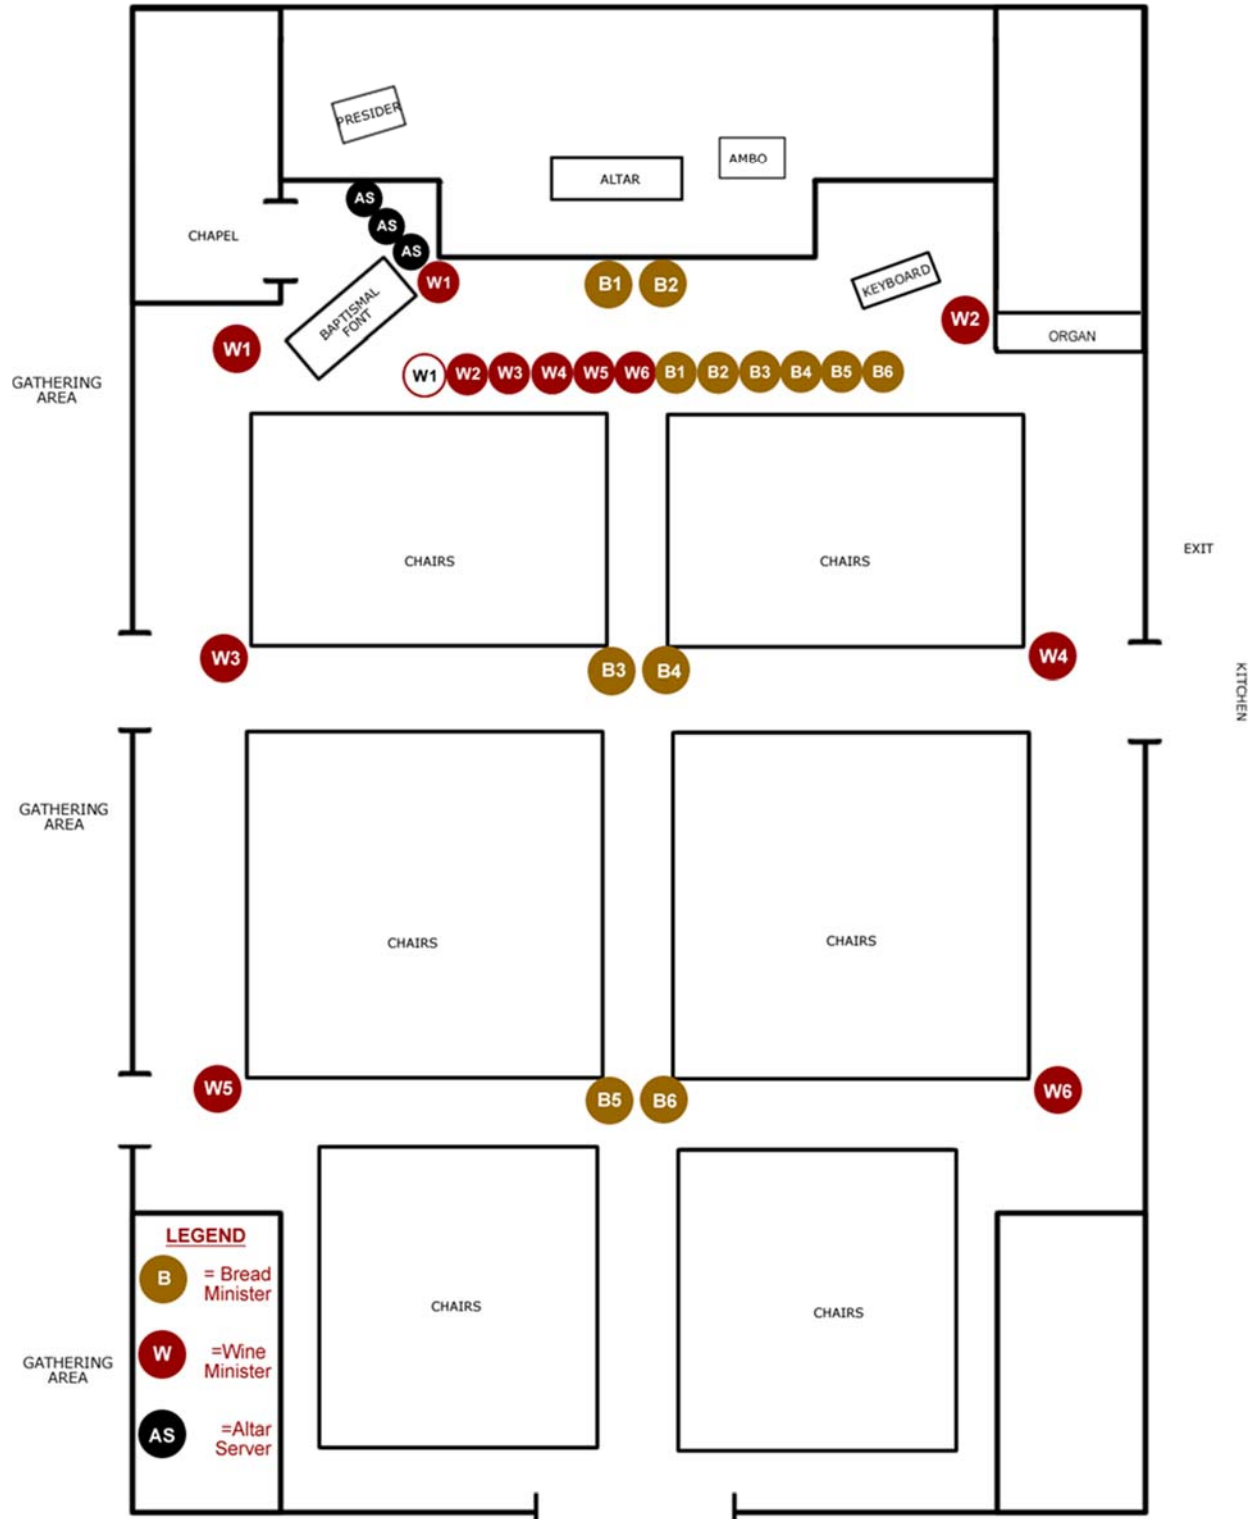 PRESIDER
ALTAR
AMBO
AS
AS
AS
CHAPEL
W1
B1
B2
KEYBOARD
BAPTISMAL
FONT
W1
W2
ORGAN
W1 W2 W3 W4 W5 W6 B1 B2 B3 B4 B5 B6
GATHERING
AREA
CHAIRS
CHAIRS
EXIT
W3
B3
B4
W4
KITCHEN
GATHERING
AREA
CHAIRS
CHAIRS
W5
B5
B6
W6
LEGEND
B = Bread
Minister
W =Wine
Minister
AS =Altar
Server
GATHERING
AREA
CHAIRS
CHAIRS